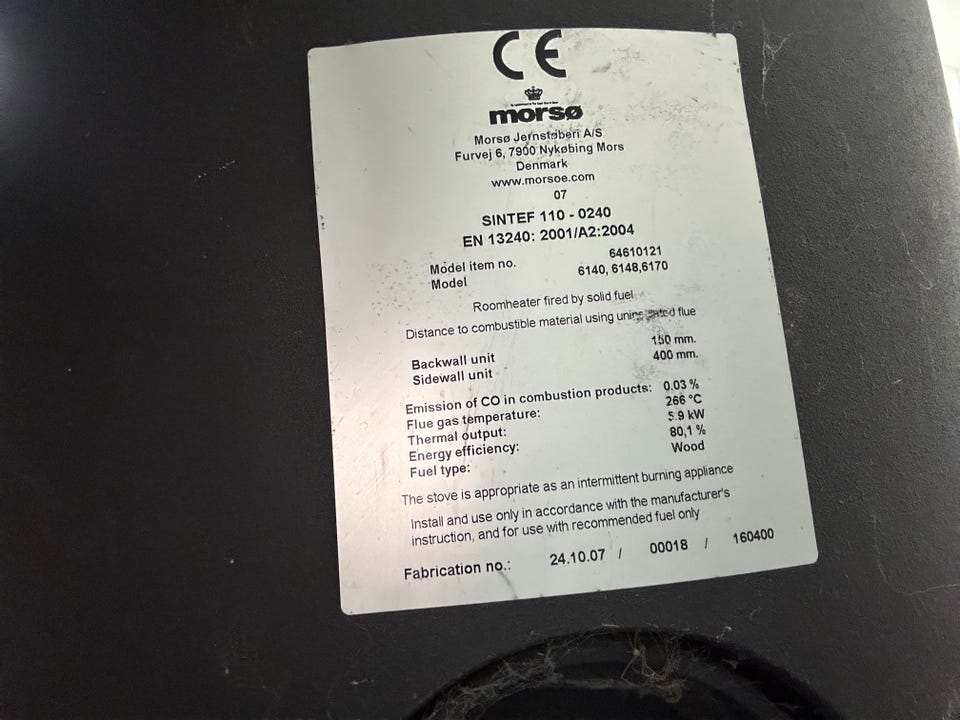 CE
morsø
Morsø Jernstøberi A/S
Furvej 6, 7900 Nykøbing Mors
Denmark
www.morsoe.com
07
SINTEF 110 - 0240
EN 13240: 2001/A2:2004
Model item no. 64610121
Model 6140, 6148,6170
Roomheater fired by solid fuel
Distance to combustible material using flue
Backwall unit 150 mm.
Sidewall unit 400 mm.
Emission of CO in combustion products: 0.03 %
Flue gas temperature: 266 °C
Thermal output: 5.9 kW
Energy efficiency: 80,1 %
Fuel type: Wood
The stove is appropriate as an intermittent burning appliance
Install and use only in accordance with the manufacturer's
instruction, and for use with recommended fuel only
Fabrication no.: 24.10.07 / 00018 / 160400